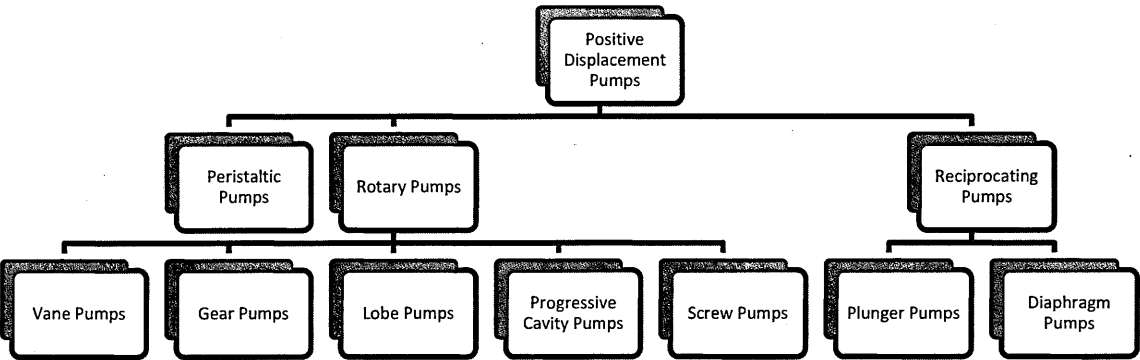 Positive
Displacement
Pumps
Peristaltic
Pumps
Rotary Pumps
Reciprocating
Pumps
Vane Pumps
Gear Pumps
Lobe Pumps
Progressive
Cavity Pumps
Screw Pumps
Plunger Pumps
Diaphragm
Pumps